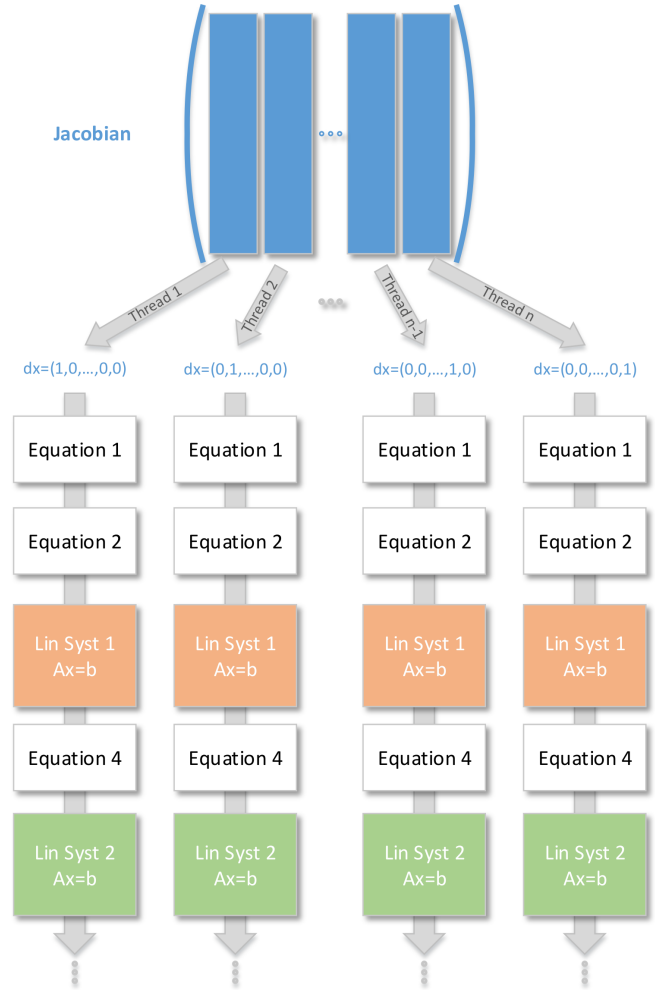 Jacobian
Thread 1
Thread 2
Thread n-1
Thread n
dx=(1,0,...,0,0)
dx=(0,1,...,0,0)
dx=(0,0,...,1,0)
dx=(0,0,...,0,1)
Equation 1
Equation 1
Equation 1
Equation 1
Equation 2
Equation 2
Equation 2
Equation 2
Lin Syst 1
Ax=b
Lin Syst 1
Ax=b
Lin Syst 1
Ax=b
Lin Syst 1
Ax=b
Equation 4
Equation 4
Equation 4
Equation 4
Lin Syst 2
Ax=b
Lin Syst 2
Ax=b
Lin Syst 2
Ax=b
Lin Syst 2
Ax=b